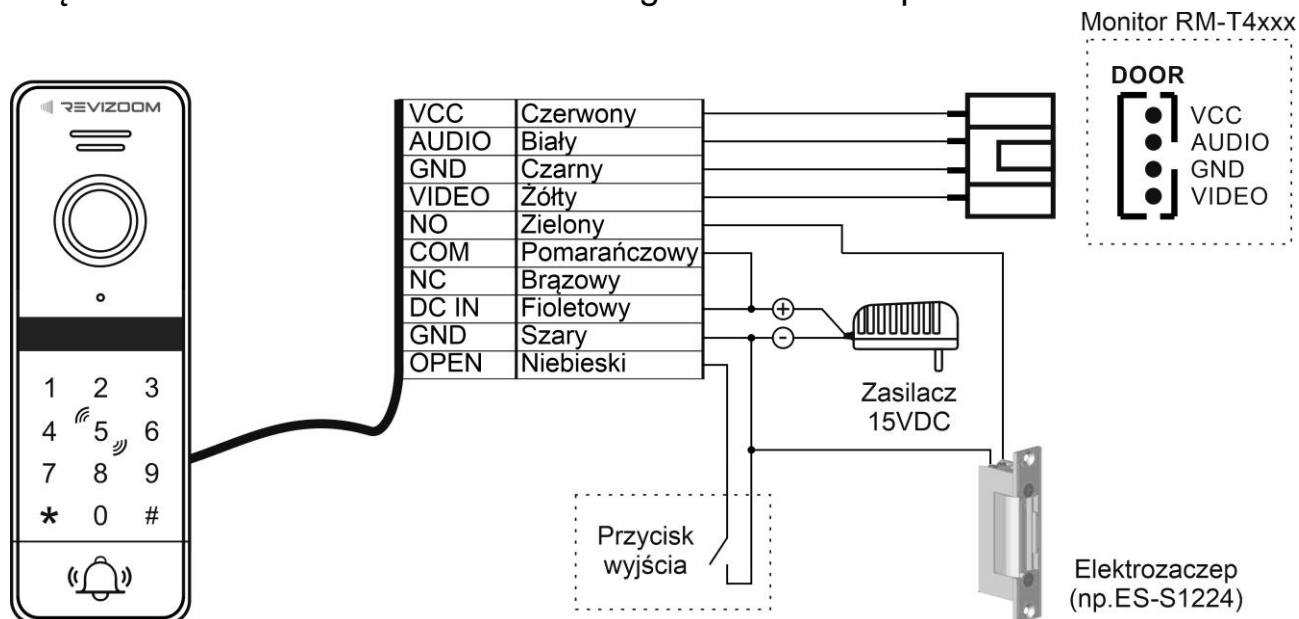 Monitor RM-T4xxx
REVIZOOM
DOOR
VCC
AUDIO
GND
VIDEO
VCC Czerwony
AUDIO Biały
GND Czarny
VIDEO Żółty
NO Zielony
COM Pomarańczowy
NC Brązowy
DC IN Fioletowy
GND Szary
OPEN Niebieski
+
-
Zasilacz
15VDC
1 2 3
4 5 6
7 8 9
* 0 #
Przycisk
wyjścia
Elektrozaczep
(np.ES-S1224)